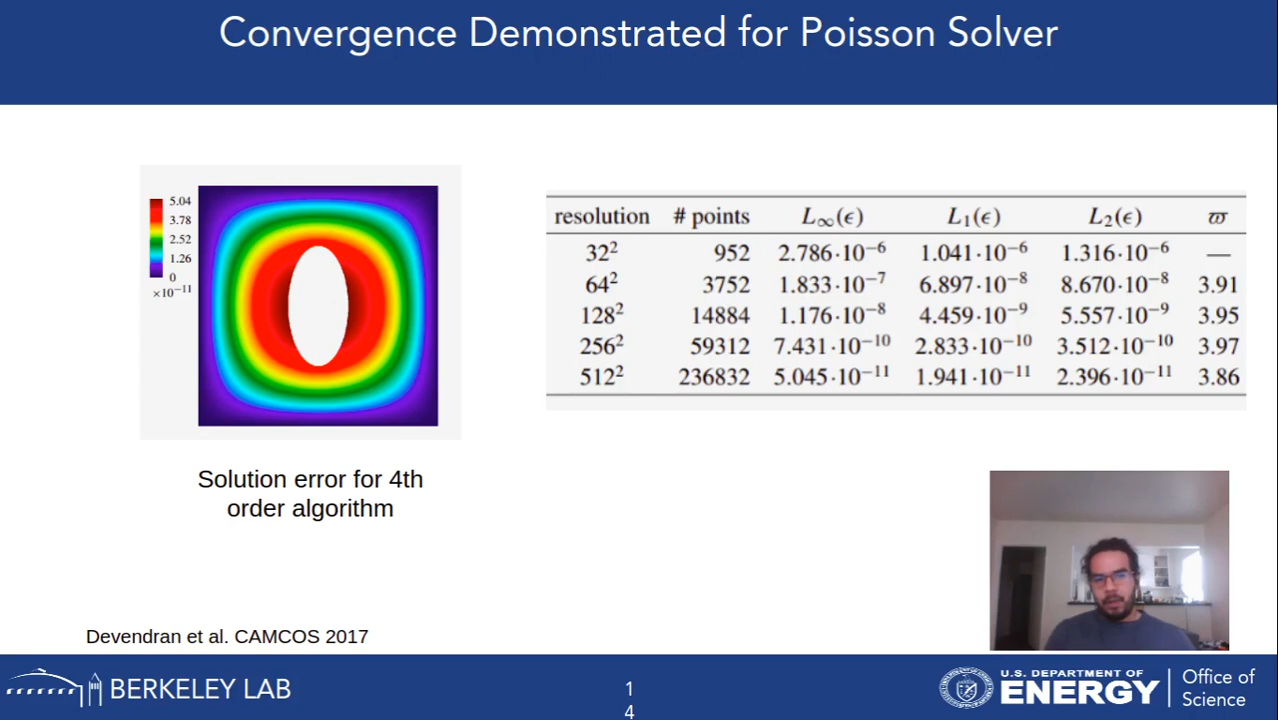 Convergence Demonstrated for Poisson Solver
5.04
3.78
2.52
1.26
0
×10⁻¹¹
resolution # points L∞(ϵ) L₁(ϵ) L₂(ϵ) ϖ
32² 952 2.786·10⁻⁶ 1.041·10⁻⁶ 1.316·10⁻⁶ —
64² 3752 1.833·10⁻⁷ 6.897·10⁻⁸ 8.670·10⁻⁸ 3.91
128² 14884 1.176·10⁻⁸ 4.459·10⁻⁹ 5.557·10⁻⁹ 3.95
256² 59312 7.431·10⁻¹⁰ 2.833·10⁻¹⁰ 3.512·10⁻¹⁰ 3.97
512² 236832 5.045·10⁻¹¹ 1.941·10⁻¹¹ 2.396·10⁻¹¹ 3.86
Solution error for 4th
order algorithm
Devendran et al. CAMCOS 2017
BERKELEY LAB
1
4
U.S. DEPARTMENT OF
ENERGY
Office of
Science